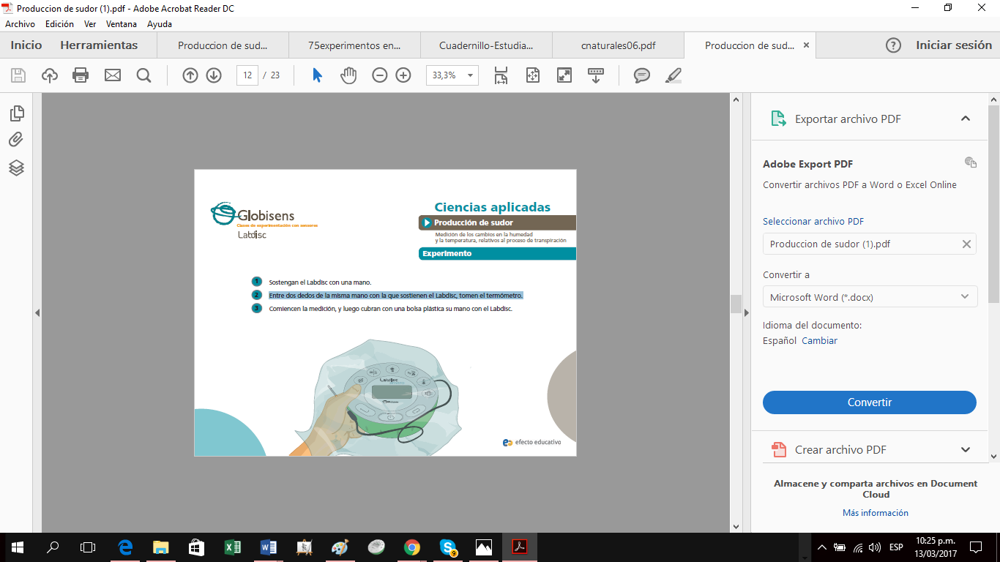 Produccion de sudor (1).pdf - Adobe Acrobat Reader DC
Archivo Edición Ver Ventana Ayuda
Inicio Herramientas Produccion de sud... 75experimentos en... Cuadernillo-Estudia... cnaturales06.pdf Produccion de sud... Iniciar sesión
12 / 23 33,3%
Exportar archivo PDF
Adobe Export PDF
Convertir archivos PDF a Word o Excel Online
Seleccionar archivo PDF
Produccion de sudor (1).pdf
Convertir a
Microsoft Word (*.docx)
Idioma del documento:
Español Cambiar
Convertir
Crear archivo PDF
Almacene y comparta archivos en Document
Cloud
Más información
Globisens
Clases de experimentación con sensores
Labdisc
Ciencias aplicadas
Producción de sudor
Medición de los cambios en la humedad
y la temperatura, relativos al proceso de transpiración
Experimento
1 Sostengan el Labdisc con una mano.
2 Entre dos dedos de la misma mano con la que sostienen el Labdisc, tomen el termómetro.
3 Comiencen la medición, y luego cubran con una bolsa plástica su mano con el Labdisc.
Labdisc
efecto educativo
9
ESP
10:25 p.m.
13/03/2017